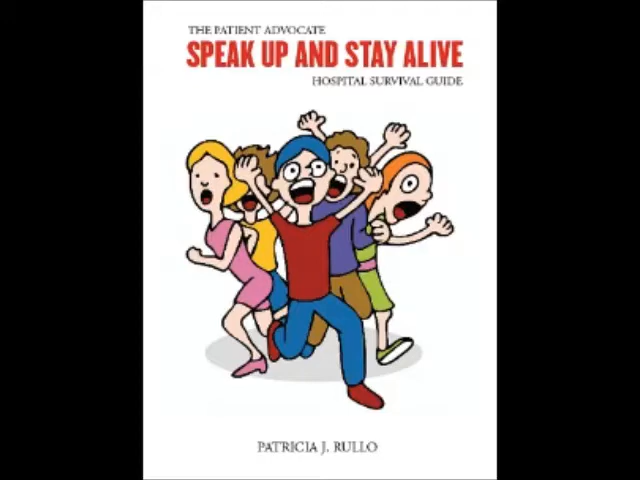 THE PATIENT ADVOCATE
SPEAK UP AND STAY ALIVE
HOSPITAL SURVIVAL GUIDE
PATRICIA J. RULLO